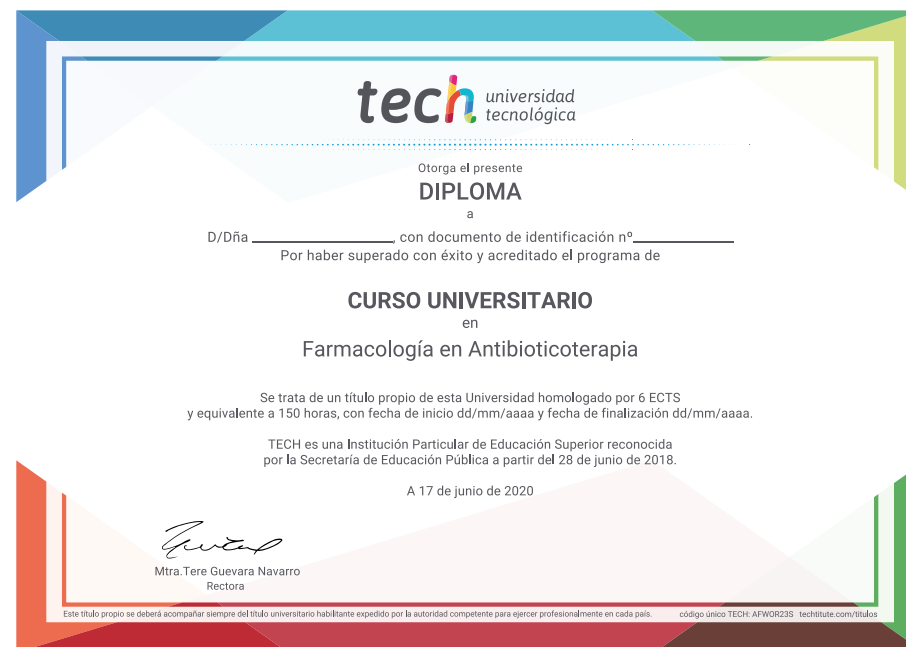 tech universidad
tecnológica
Otorga el presente
DIPLOMA
a
D/Dña ____________________, con documento de identificación nº______________
Por haber superado con éxito y acreditado el programa de
CURSO UNIVERSITARIO
en
Farmacología en Antibioticoterapia
Se trata de un título propio de esta Universidad homologado por 6 ECTS
y equivalente a 150 horas, con fecha de inicio dd/mm/aaaa y fecha de finalización dd/mm/aaaa.
TECH es una Institución Particular de Educación Superior reconocida
por la Secretaría de Educación Pública a partir del 28 de junio de 2018.
A 17 de junio de 2020
Mtra.Tere Guevara Navarro
Rectora
Este título propio se deberá acompañar siempre del título universitario habilitante expedido por la autoridad competente para ejercer profesionalmente en cada país. código único TECH: AFWOR23S techtitute.com/titulos